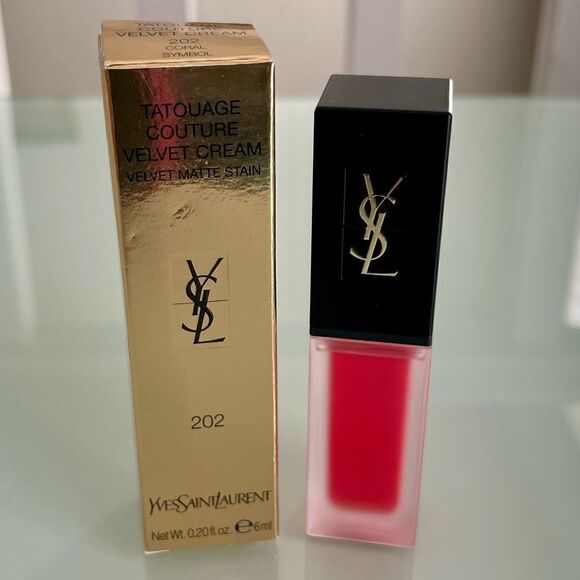 TATOUAGE
COUTURE
VELVET CREAM
202
CORAL
SYMBOL
TATOUAGE
COUTURE
VELVET CREAM
VELVET MATTE STAIN
YSL
202
YVESSAINTLAURENT
Net Wt. 0.20 fl. oz. ℮ 6ml
YSL